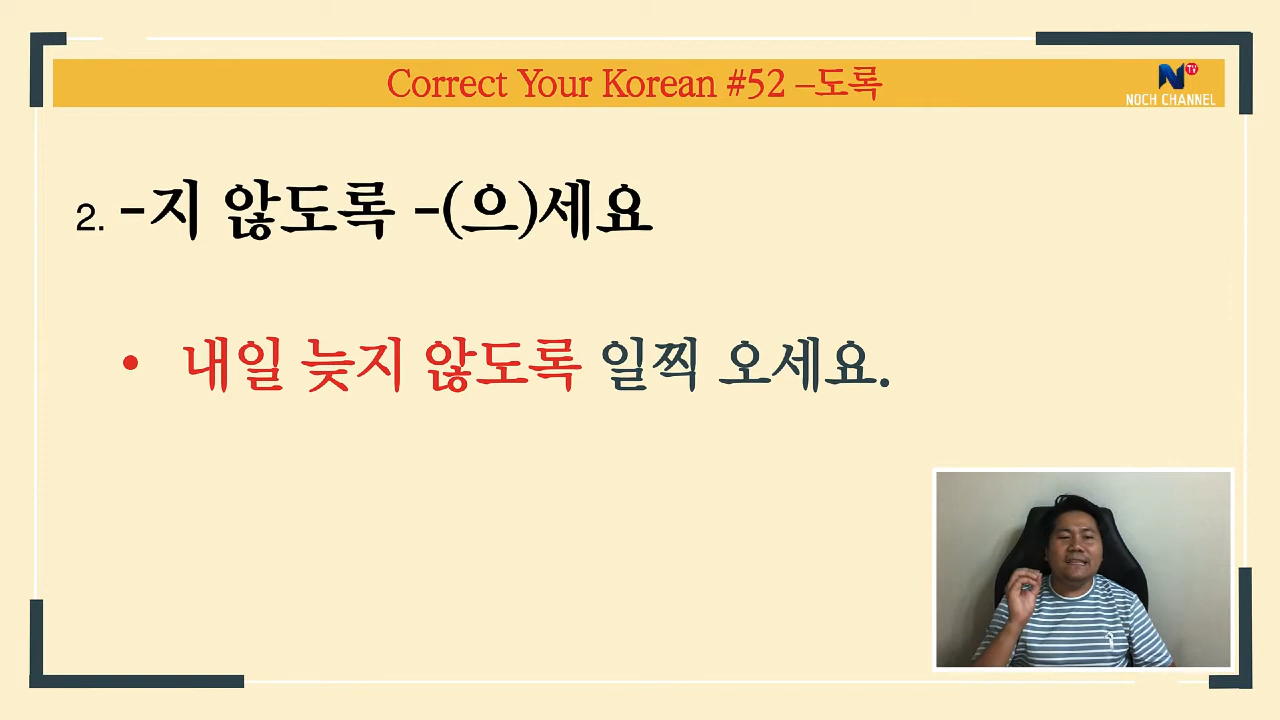 Correct Your Korean #52 –도록
TV
NOCH CHANNEL
2. -지 않도록 -(으)세요
• 내일 늦지 않도록 일찍 오세요.